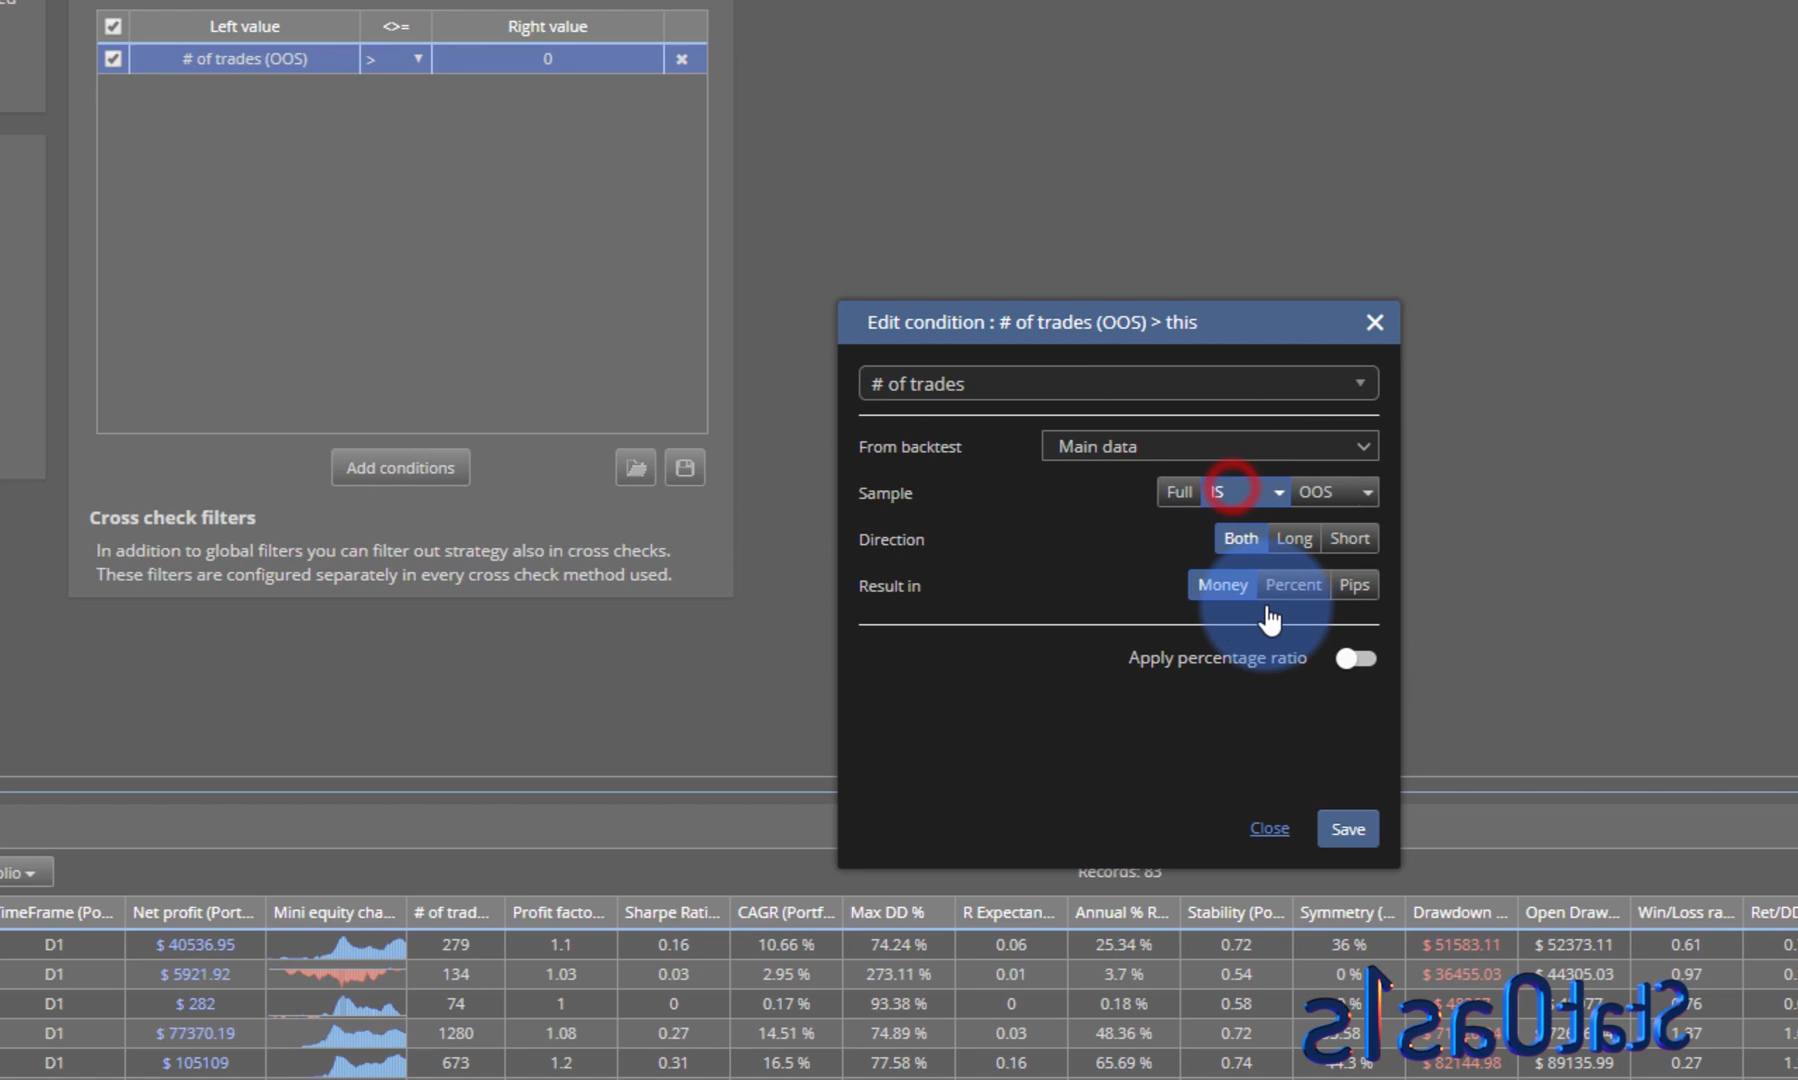 Left value <>= Right value
# of trades (OOS) > 0
Add conditions
Cross check filters
In addition to global filters you can filter out strategy also in cross checks.
These filters are configured separately in every cross check method used.
Edit condition : # of trades (OOS) > this
# of trades
From backtest Main data
Sample Full IS OOS
Direction Both Long Short
Result in Money Percent Pips
Apply percentage ratio
Close Save
olio
Records: 83
imeFrame (Po... Net profit (Port... Mini equity cha... # of trad... Profit facto... Sharpe Rati... CAGR (Portf... Max DD % R Expectan... Annual % R... Stability (Po... Symmetry (... Drawdown ... Open Draw... Win/Loss ra... Ret/DD
D1 $ 40536.95 279 1.1 0.16 10.66 % 74.24 % 0.06 25.34 % 0.72 36 % $ 51583.11 $ 52373.11 0.61 0.
D1 $ 5921.92 134 1.03 0.03 2.95 % 273.11 % 0.01 3.7 % 0.54 0 % $ 36455.03 $ 44305.03 0.97 0.
D1 $ 282 74 1 0 0.17 % 93.38 % 0 0.18 % 0.58 0.
D1 $ 77370.19 1280 1.08 0.27 14.51 % 74.89 % 0.03 48.36 % 0.72 1.37 1.
D1 $ 105109 673 1.2 0.31 16.5 % 77.58 % 0.16 65.69 % 0.74 $ 82144.98 $ 89135.99 0.27 1.
StatOasis